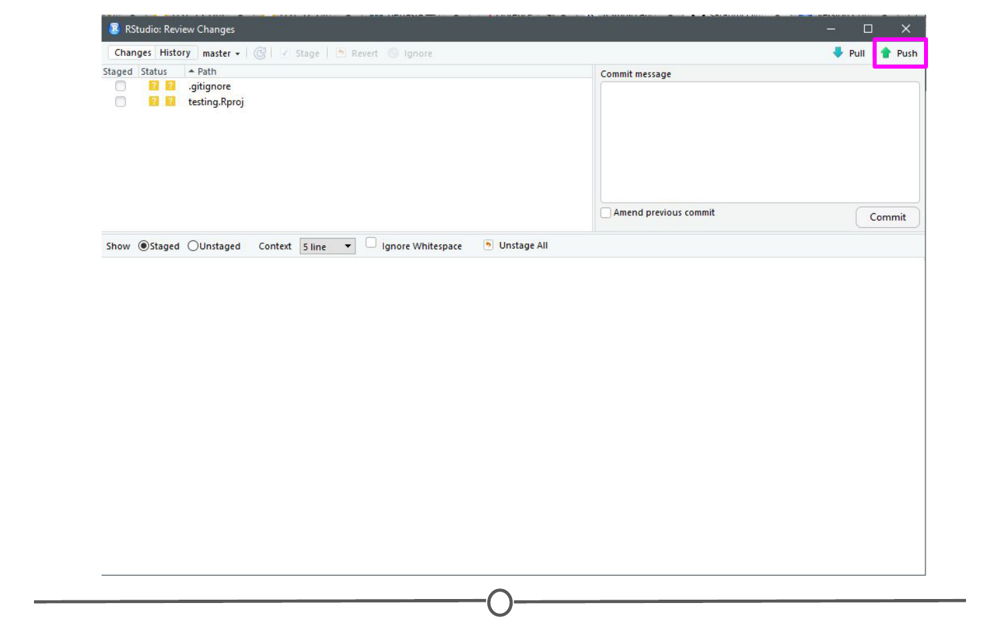 RStudio: Review Changes
Changes History master Stage Revert Ignore Pull Push
Staged Status Path
? ? .gitignore
? ? testing.Rproj
Commit message
Amend previous commit
Commit
Show Staged Unstaged Context 5 line Ignore Whitespace Unstage All